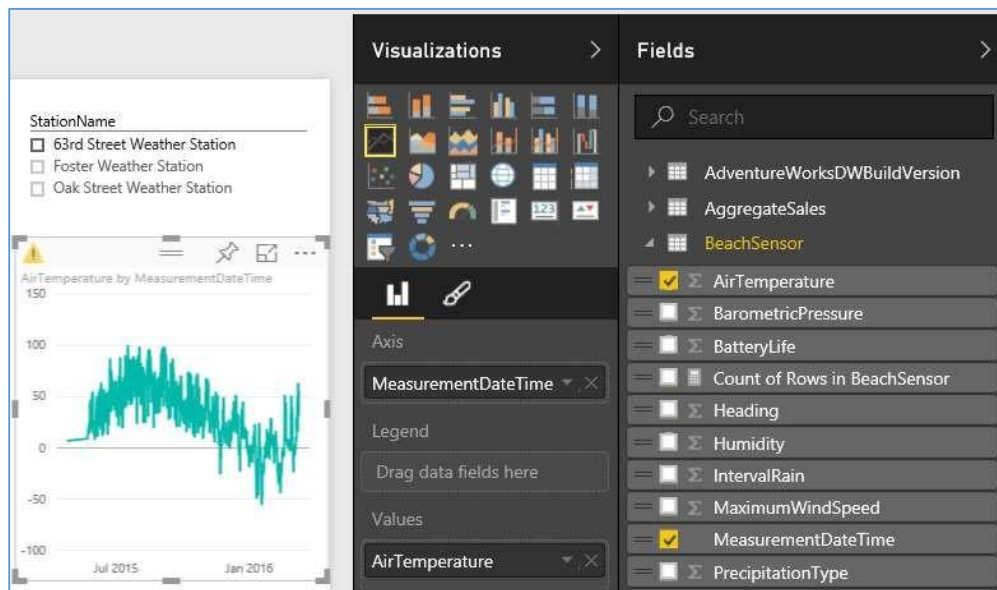 StationName
63rd Street Weather Station
Foster Weather Station
Oak Street Weather Station
AirTemperature by MeasurementDateTime
150
100
50
0
-50
-100
Jul 2015 Jan 2016
Visualizations
123
Axis
MeasurementDateTime
Legend
Drag data fields here
Values
AirTemperature
Fields
Search
AdventureWorksDWBuildVersion
AggregateSales
BeachSensor
Σ AirTemperature
Σ BarometricPressure
Σ BatteryLife
Count of Rows in BeachSensor
Σ Heading
Σ Humidity
Σ IntervalRain
Σ MaximumWindSpeed
MeasurementDateTime
Σ PrecipitationType